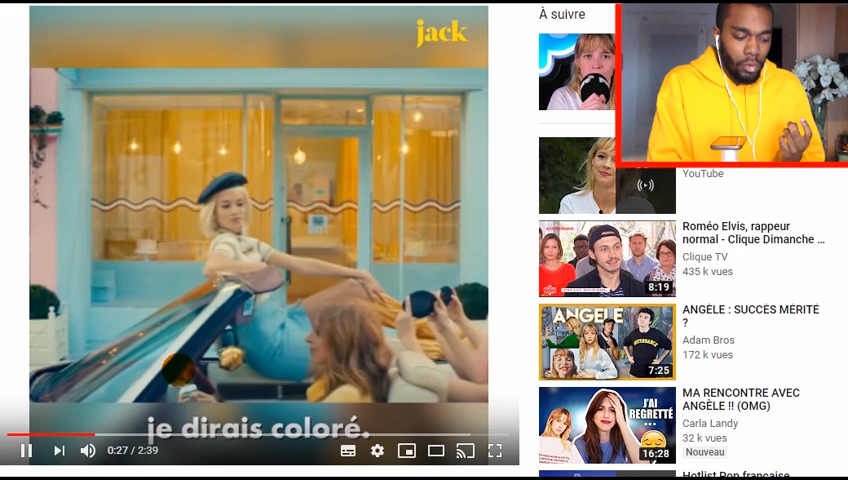 jack
je dirais coloré.
0:27 / 2:39
À suivre
YouTube
Roméo Elvis, rappeur
normal - Clique Dimanche ...
Clique TV
435 k vues
8:19
ANGÈLE
ANGÈLE : SUCCÈS MÉRITÉ
?
Adam Bros
172 k vues
7:25
J'AI
REGRETTÉ
MA RENCONTRE AVEC
ANGÈLE !! (OMG)
Carla Landy
32 k vues
Nouveau
16:28
Hotlist Pop française